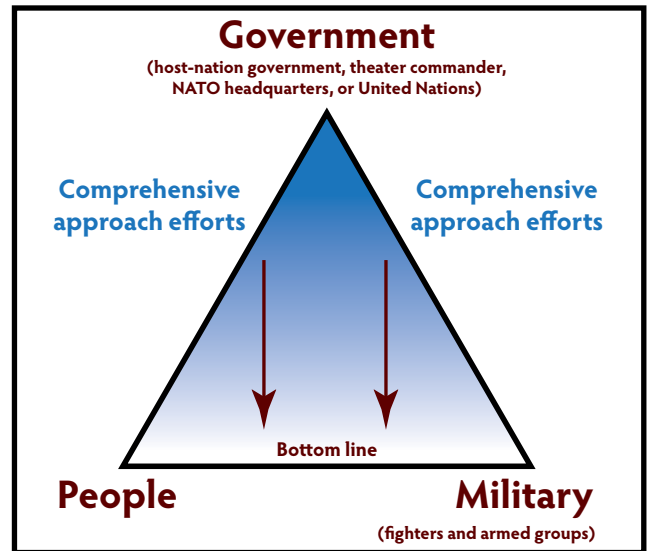 Government
(host-nation government, theater commander,
NATO headquarters, or United Nations)
Comprehensive
approach efforts
Comprehensive
approach efforts
Bottom line
People
Military
(fighters and armed groups)